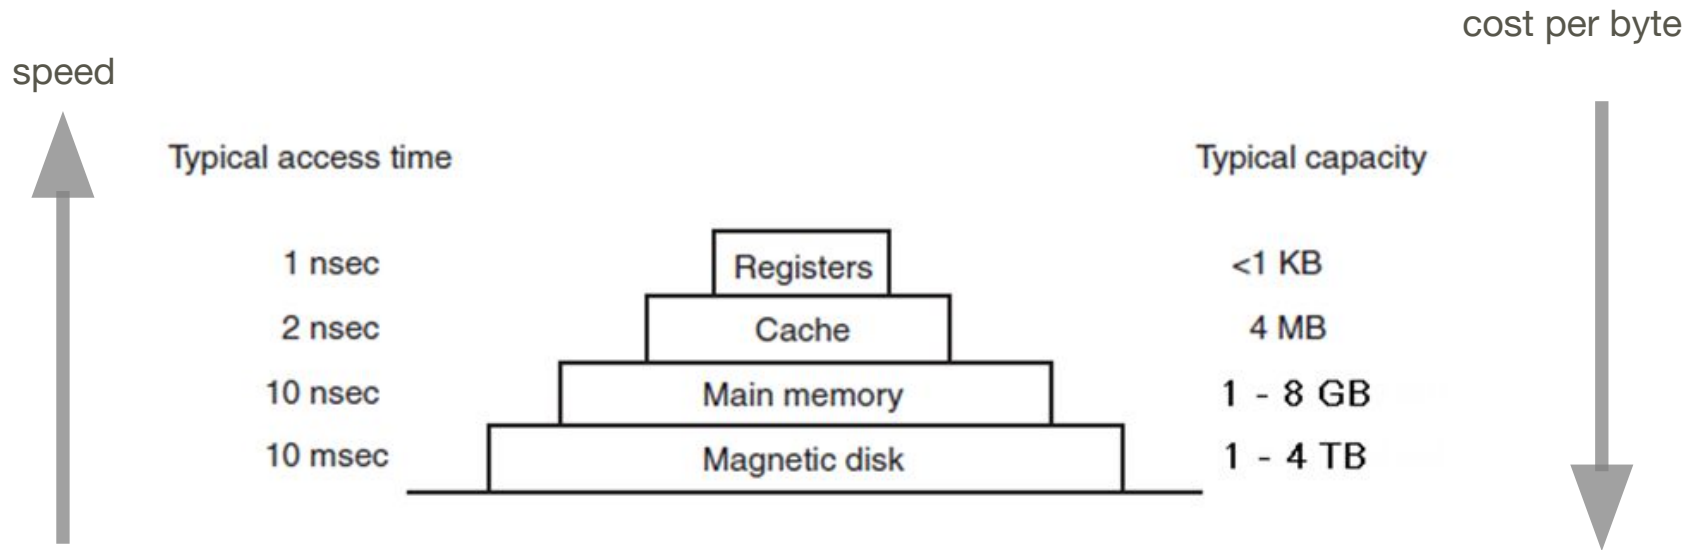 cost per byte
speed
Typical access time
Typical capacity
1 nsec
Registers
<1 KB
2 nsec
Cache
4 MB
10 nsec
Main memory
1 - 8 GB
10 msec
Magnetic disk
1 - 4 TB